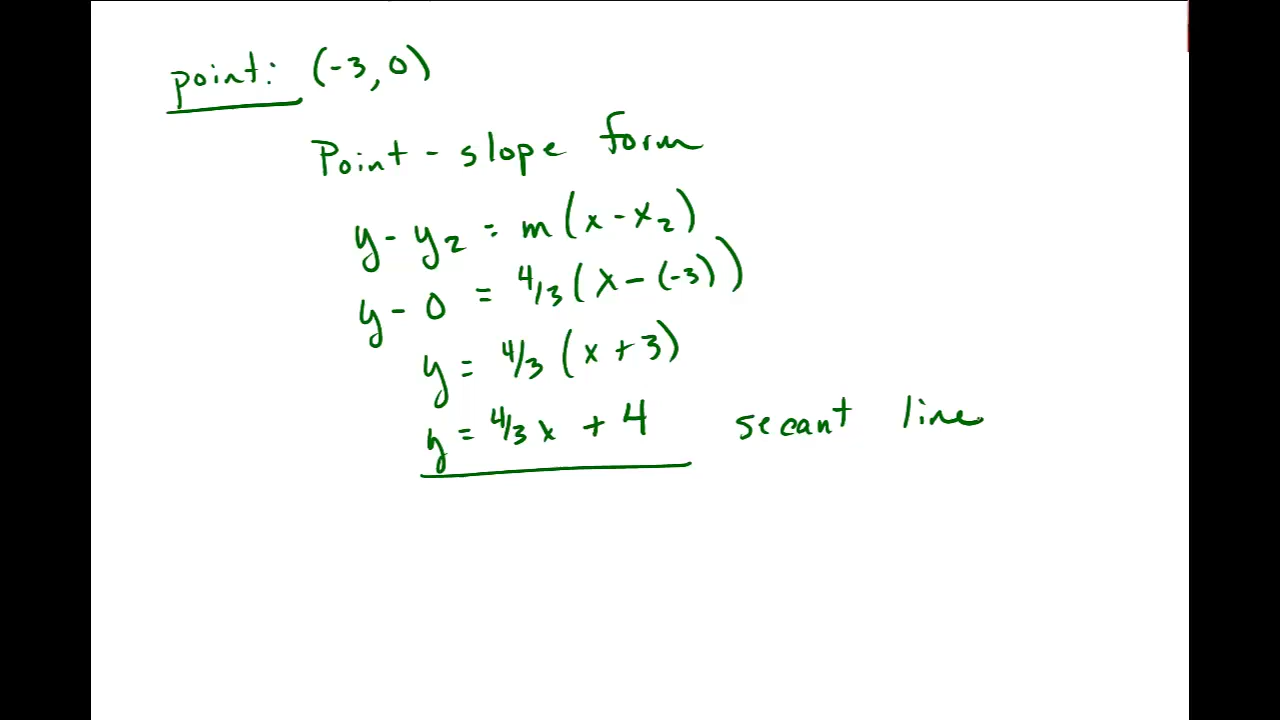 point: (-3, 0)
Point - slope form
y - y₂ = m(x - x₂)
y - 0 = 4/3(x - (-3))
y = 4/3(x + 3)
y = 4/3 x + 4 secant line